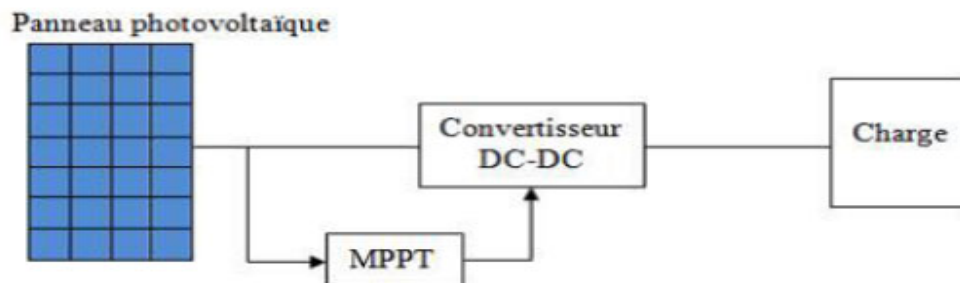 Panneau photovoltaïque
Convertisseur
DC-DC
Charge
MPPT